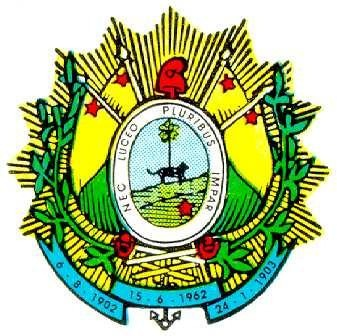 NEC LUCEO PLURIBUS IMPAR
6 - 8 - 1902
15 - 6 - 1962
24 - 1 - 1903